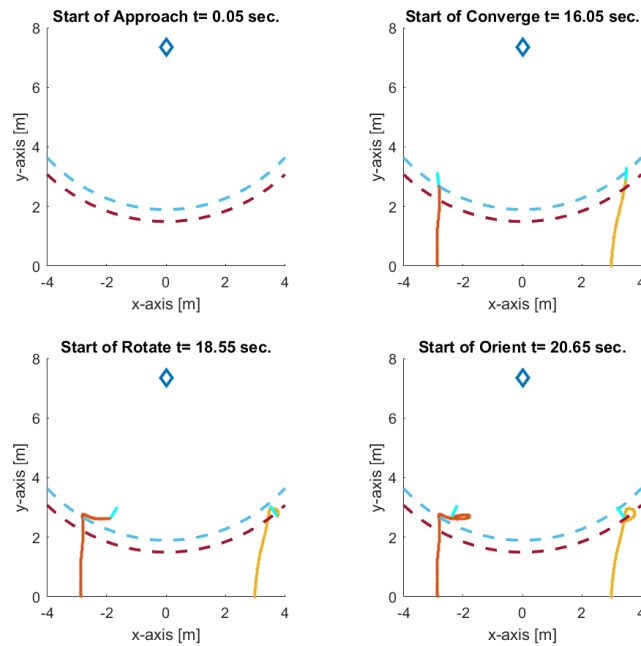 Start of Approach t= 0.05 sec.
8
6
4
2
0
y-axis [m]
-4 -2 0 2 4
x-axis [m]
Start of Converge t= 16.05 sec.
8
6
4
2
0
y-axis [m]
-4 -2 0 2 4
x-axis [m]
Start of Rotate t= 18.55 sec.
8
6
4
2
0
y-axis [m]
-4 -2 0 2 4
x-axis [m]
Start of Orient t= 20.65 sec.
8
6
4
2
0
y-axis [m]
-4 -2 0 2 4
x-axis [m]